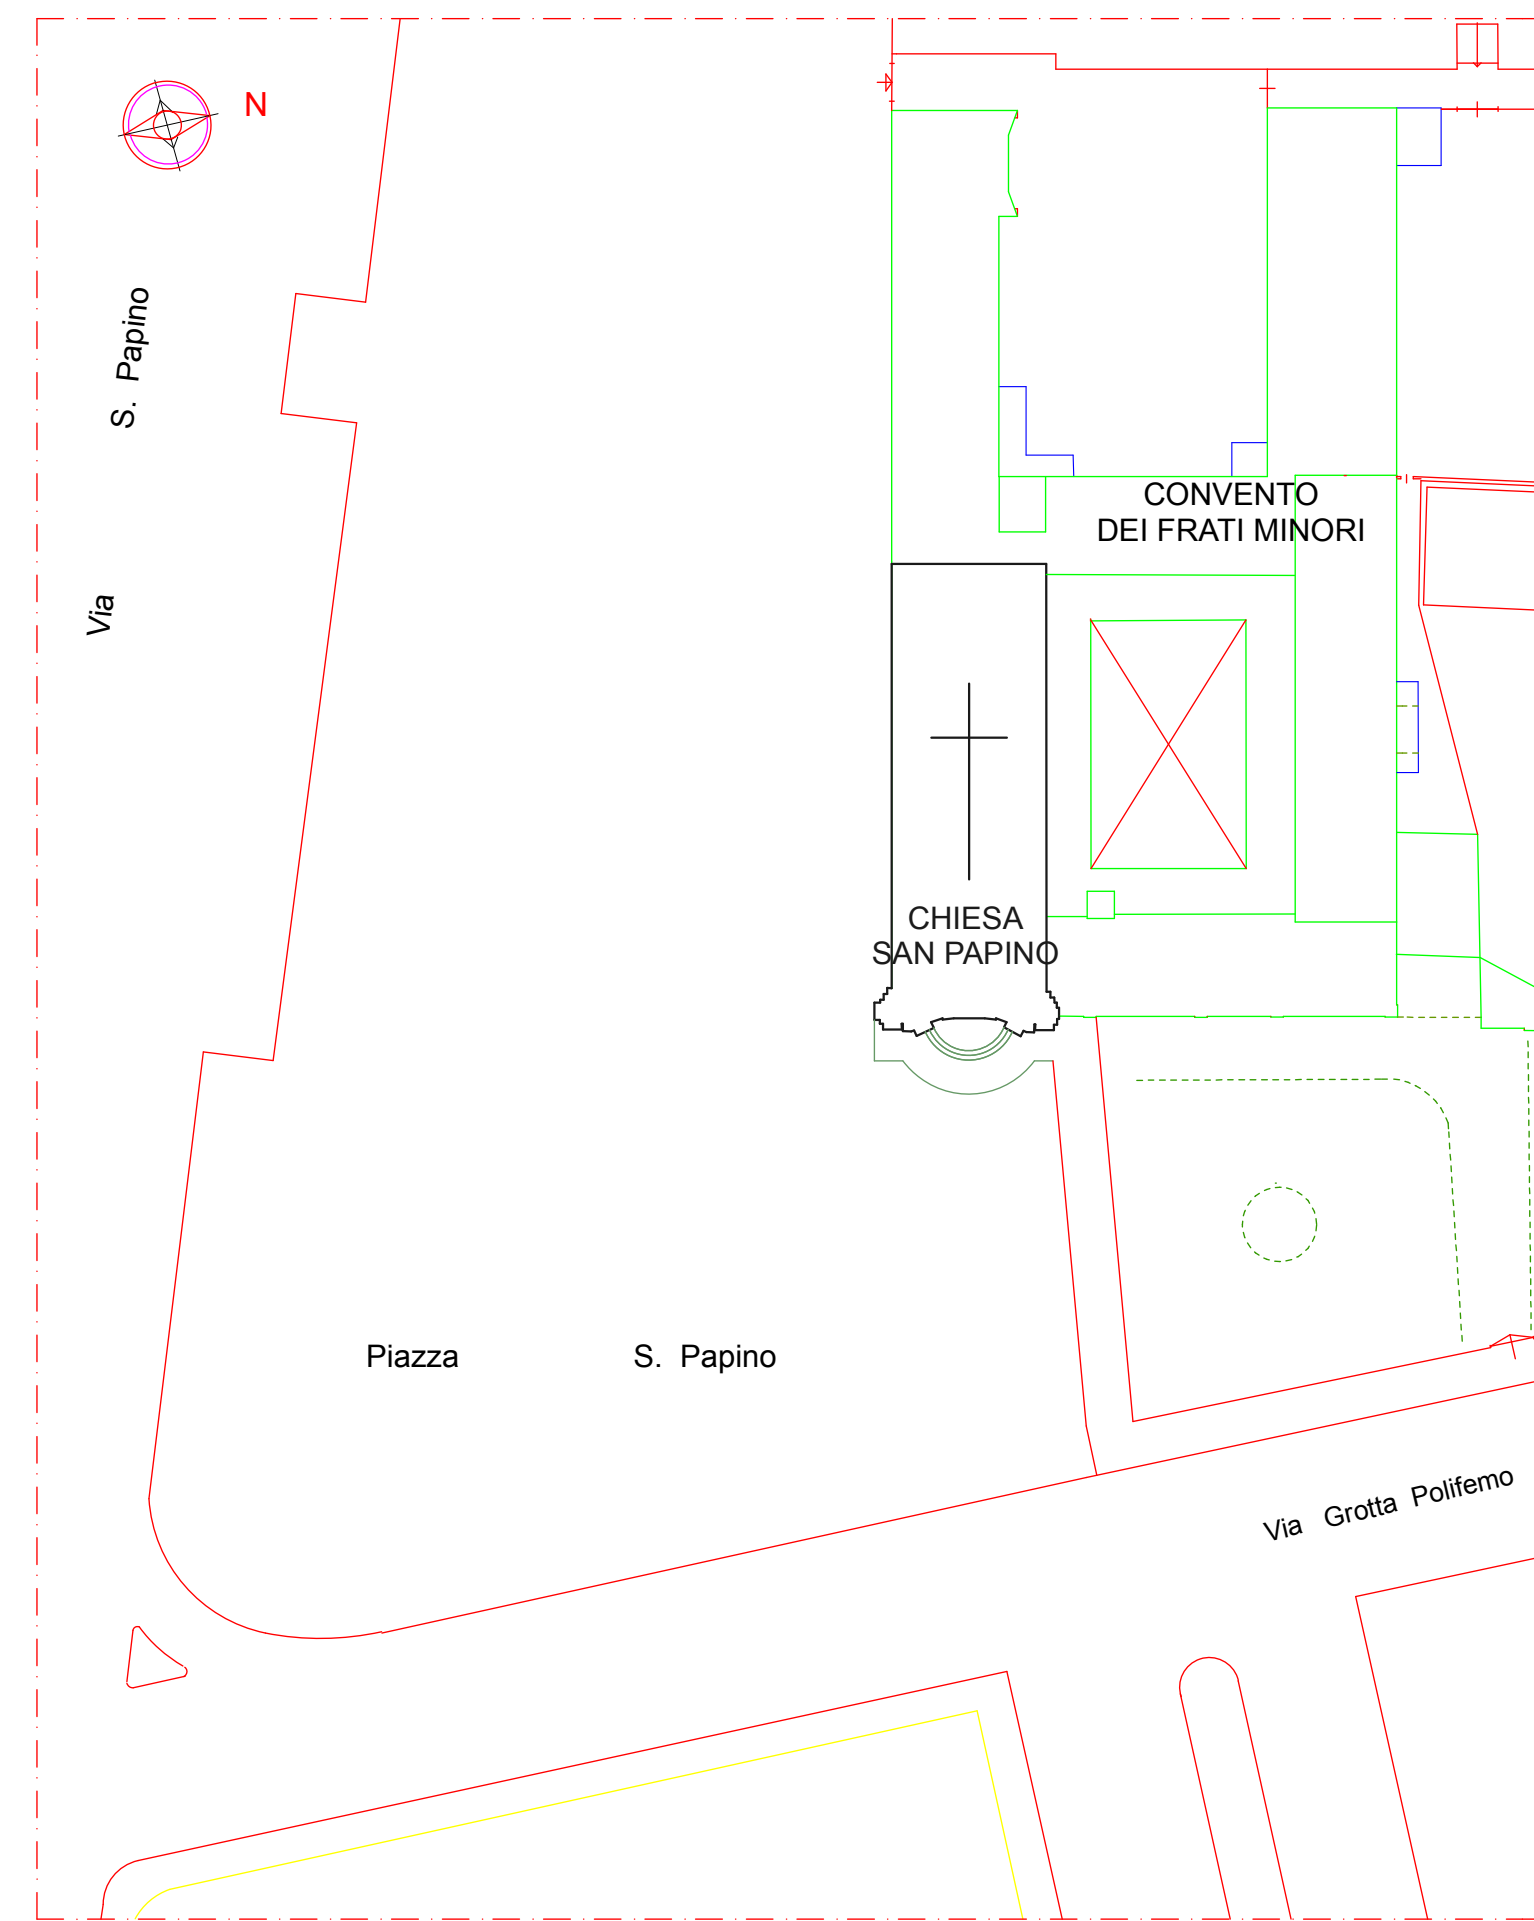 N
Via S. Papino
CONVENTO
DEI FRATI MINORI
CHIESA
SAN PAPINO
Piazza S. Papino
Via Grotta Polifemo